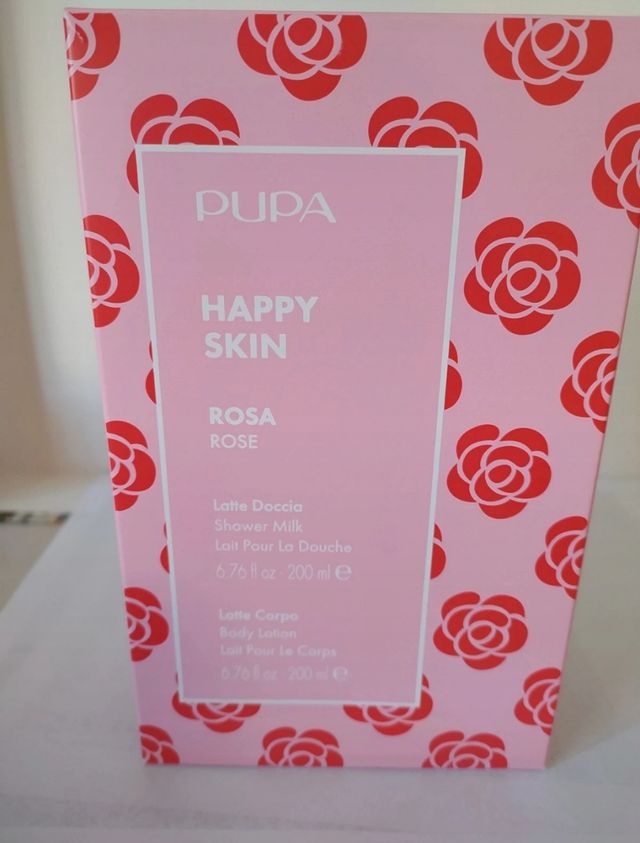 PUPA
HAPPY
SKIN
ROSA
ROSE
Latte Doccia
Shower Milk
Lait Pour La Douche
6.76 fl oz · 200 ml ℮
Latte Corpo
Body Lotion
Lait Pour Le Corps
6.76 fl oz · 200 ml ℮